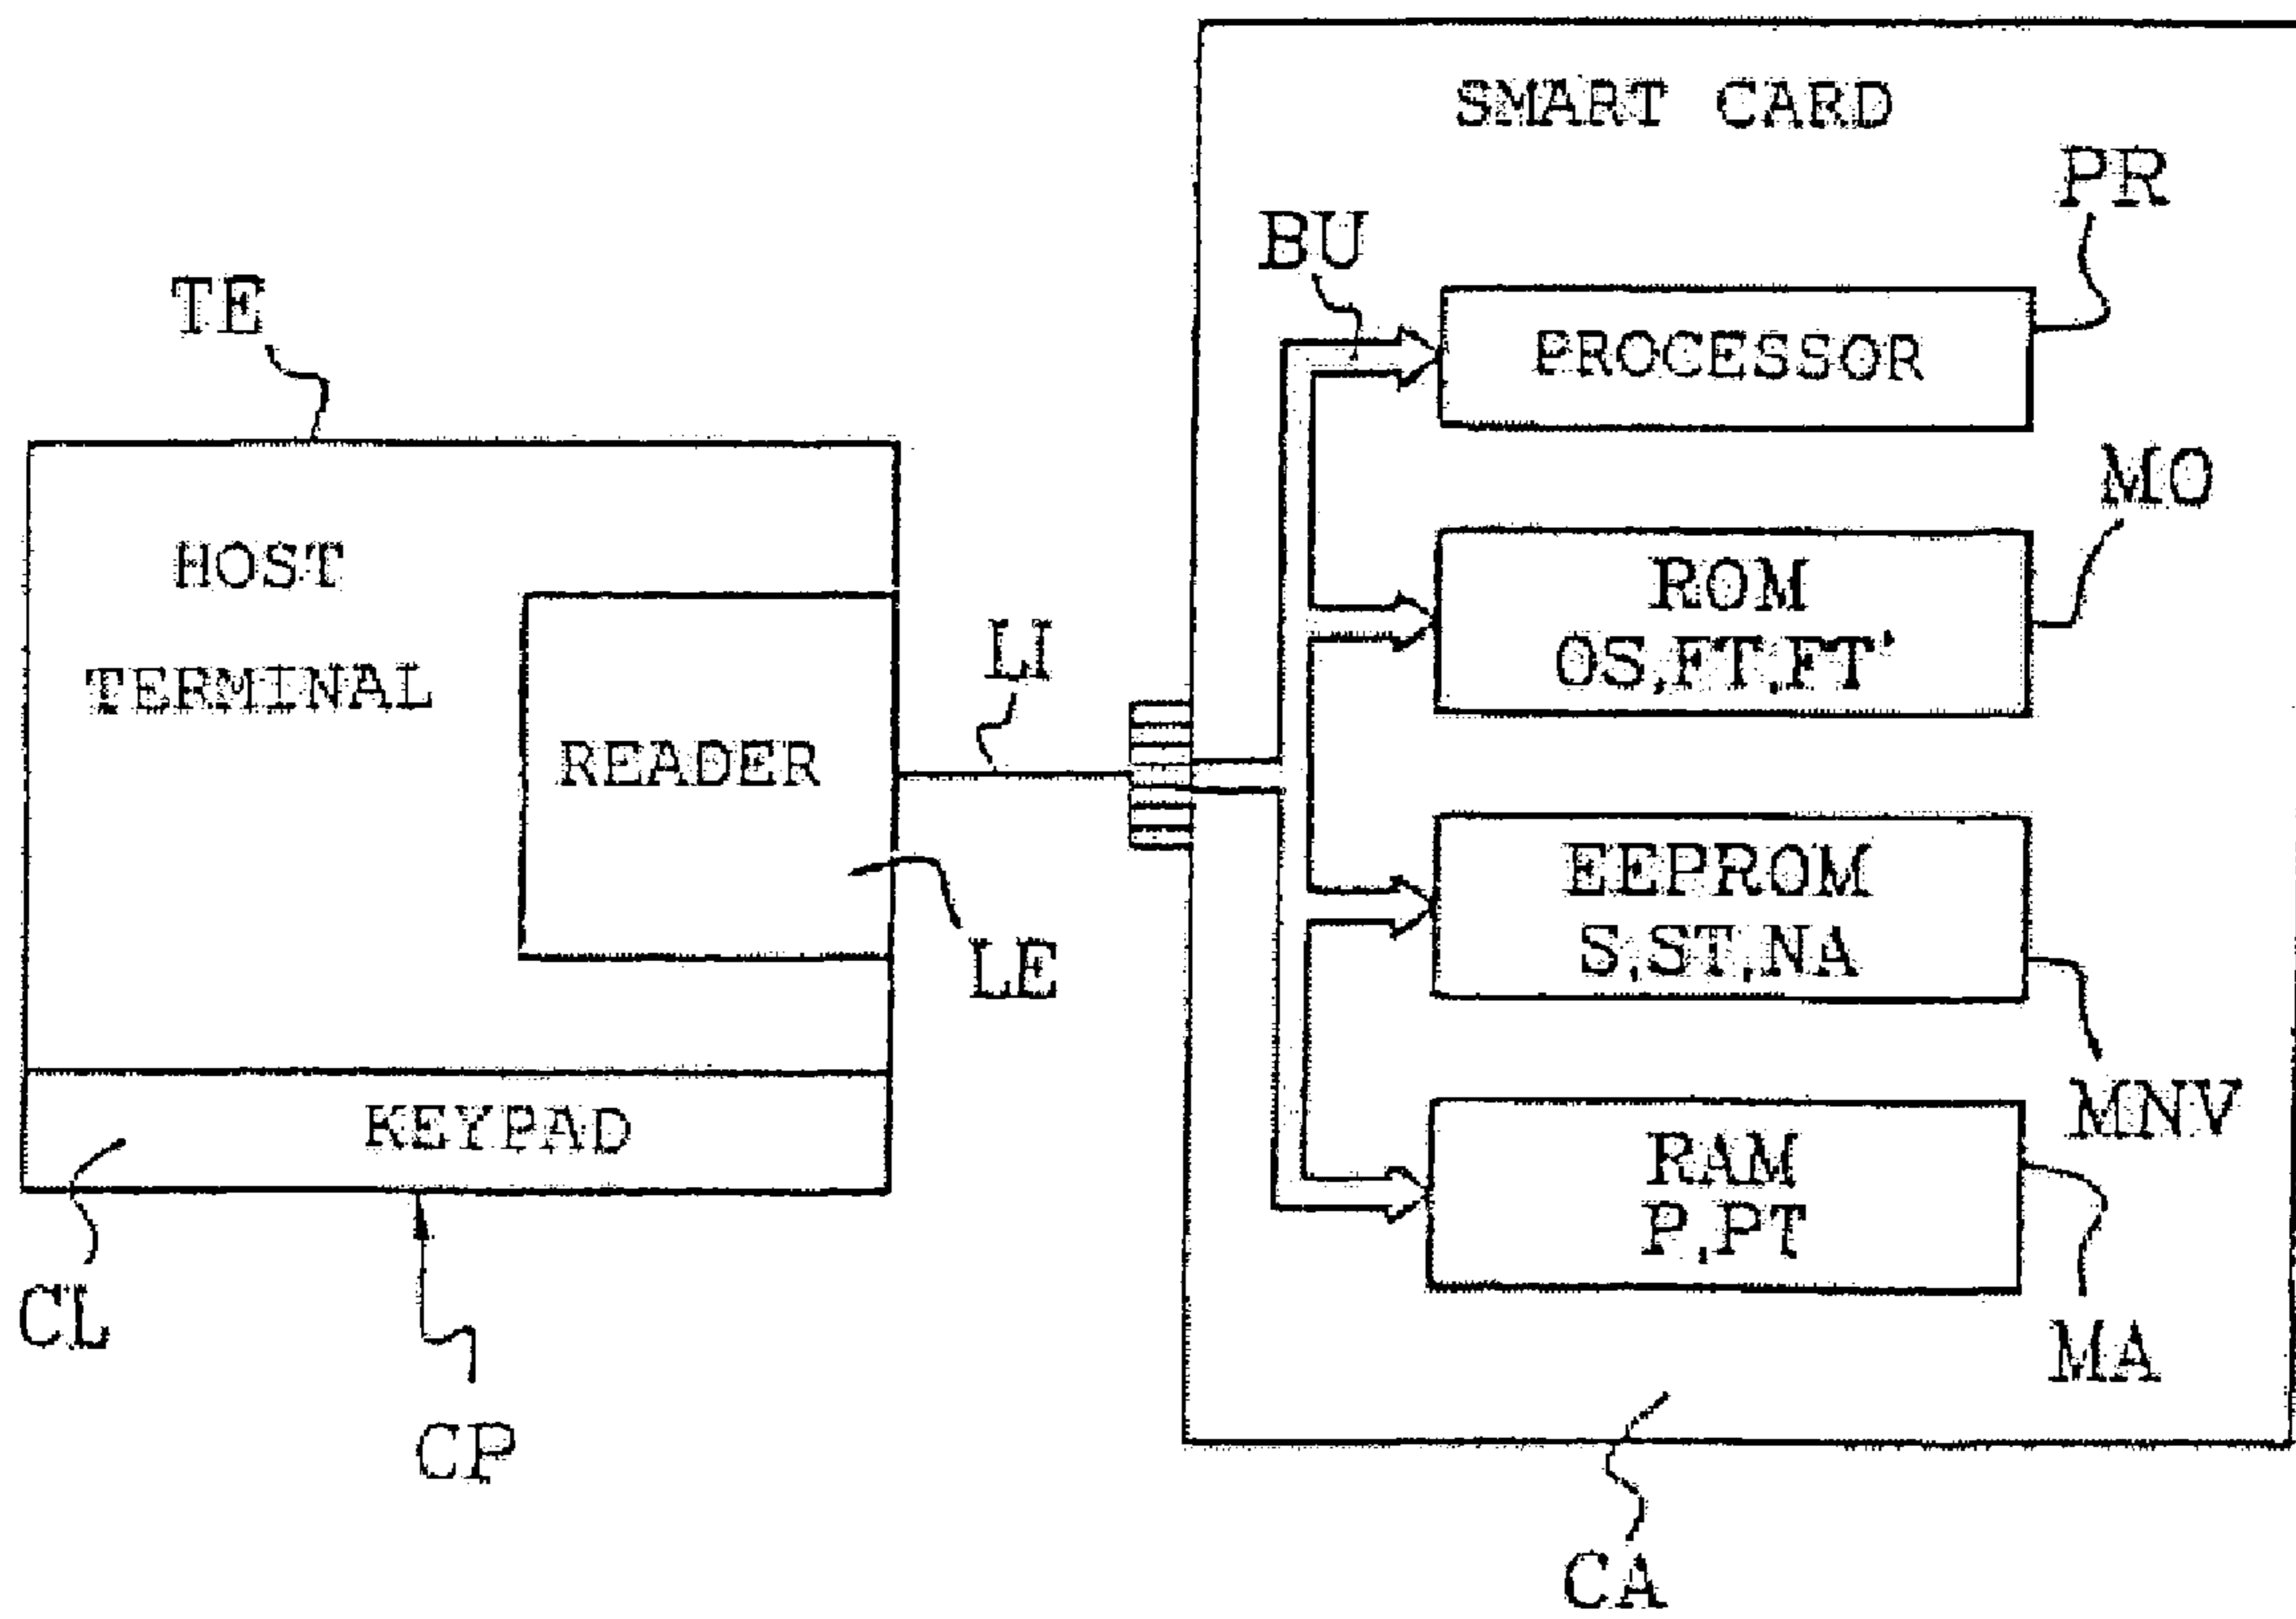 SMART CARD
PR
BU
TE
PROCESSOR
MO
HOST
TERMINAL
ROM
OS,FT,FT'
LI
READER
EEPROM
S,ST,NA
LE
KEYPAD
MNV
RAM
P,PT
CL
MA
CP
CA